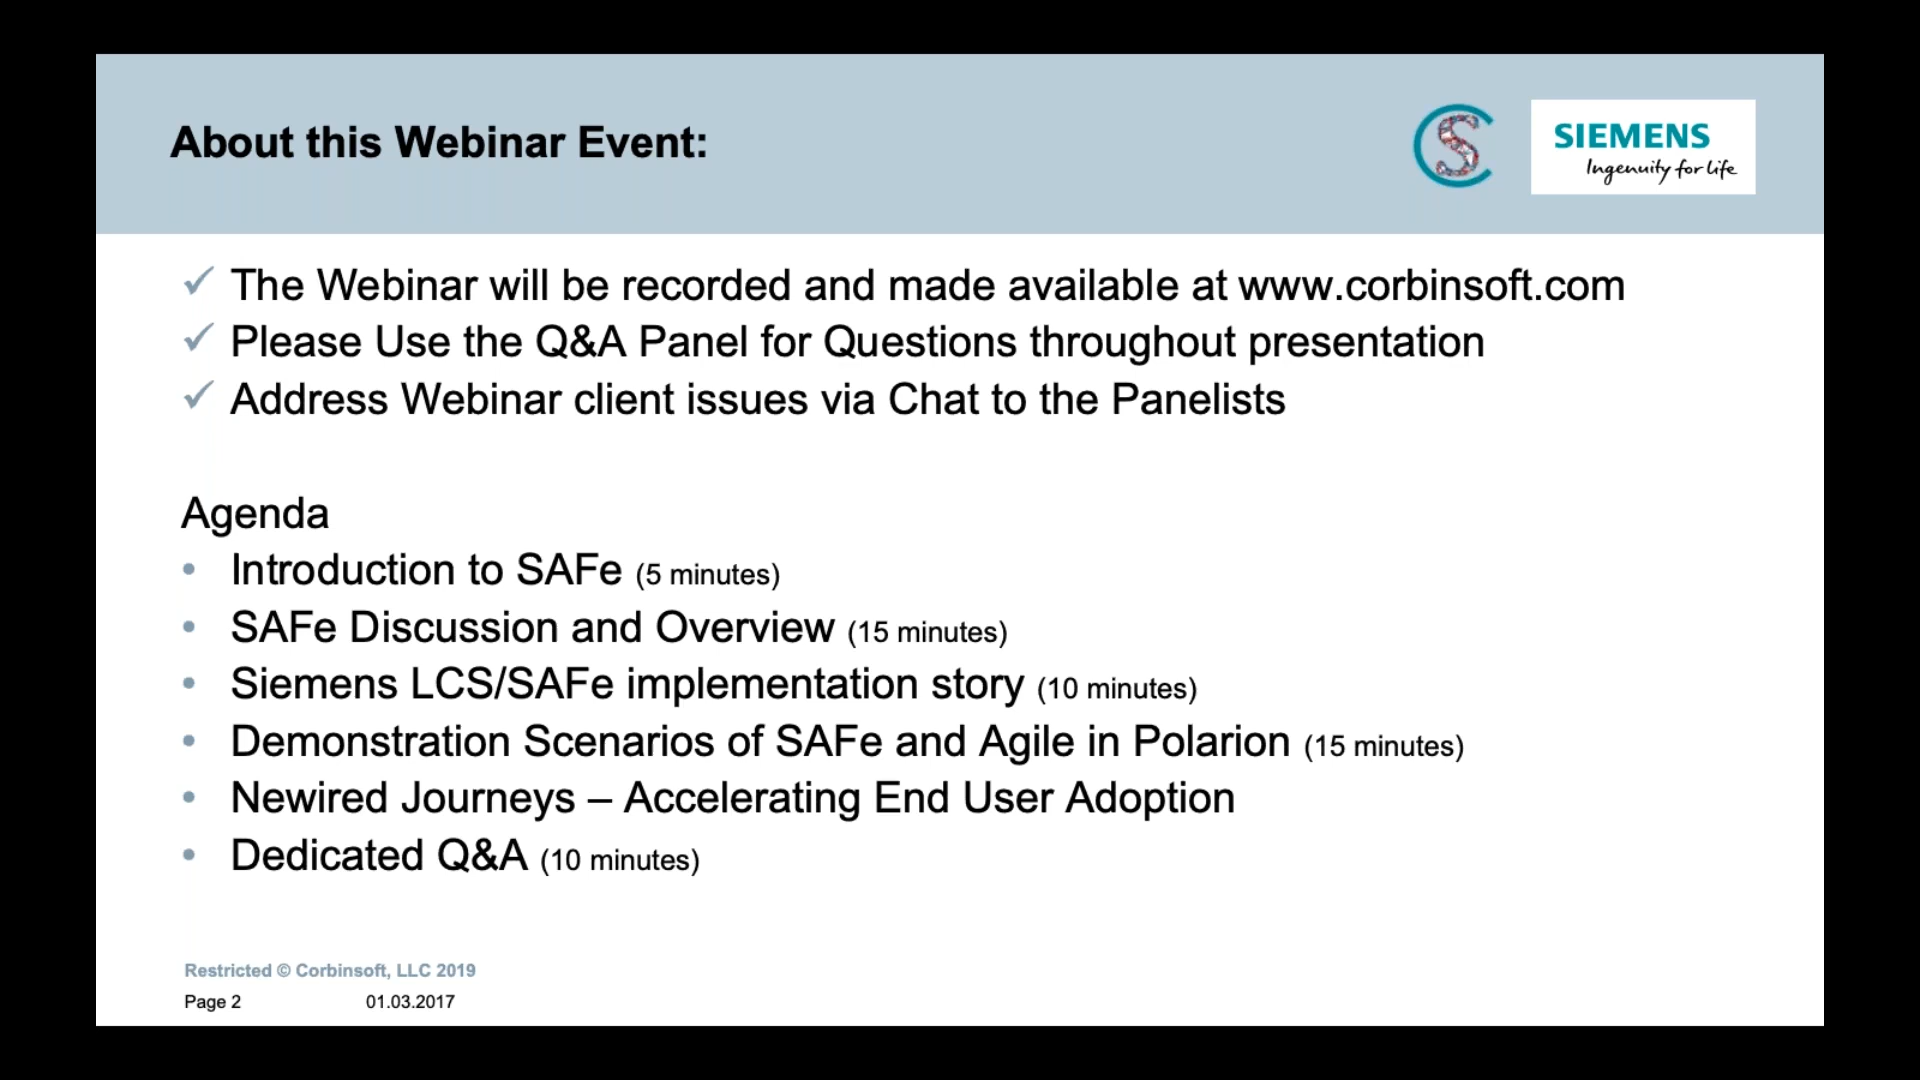 About this Webinar Event:
SIEMENS
Ingenuity for life
The Webinar will be recorded and made available at www.corbinsoft.com
Please Use the Q&A Panel for Questions throughout presentation
Address Webinar client issues via Chat to the Panelists
Agenda
Introduction to SAFe (5 minutes)
SAFe Discussion and Overview (15 minutes)
Siemens LCS/SAFe implementation story (10 minutes)
Demonstration Scenarios of SAFe and Agile in Polarion (15 minutes)
Newired Journeys – Accelerating End User Adoption
Dedicated Q&A (10 minutes)
Restricted © Corbinsoft, LLC 2019
Page 2 01.03.2017